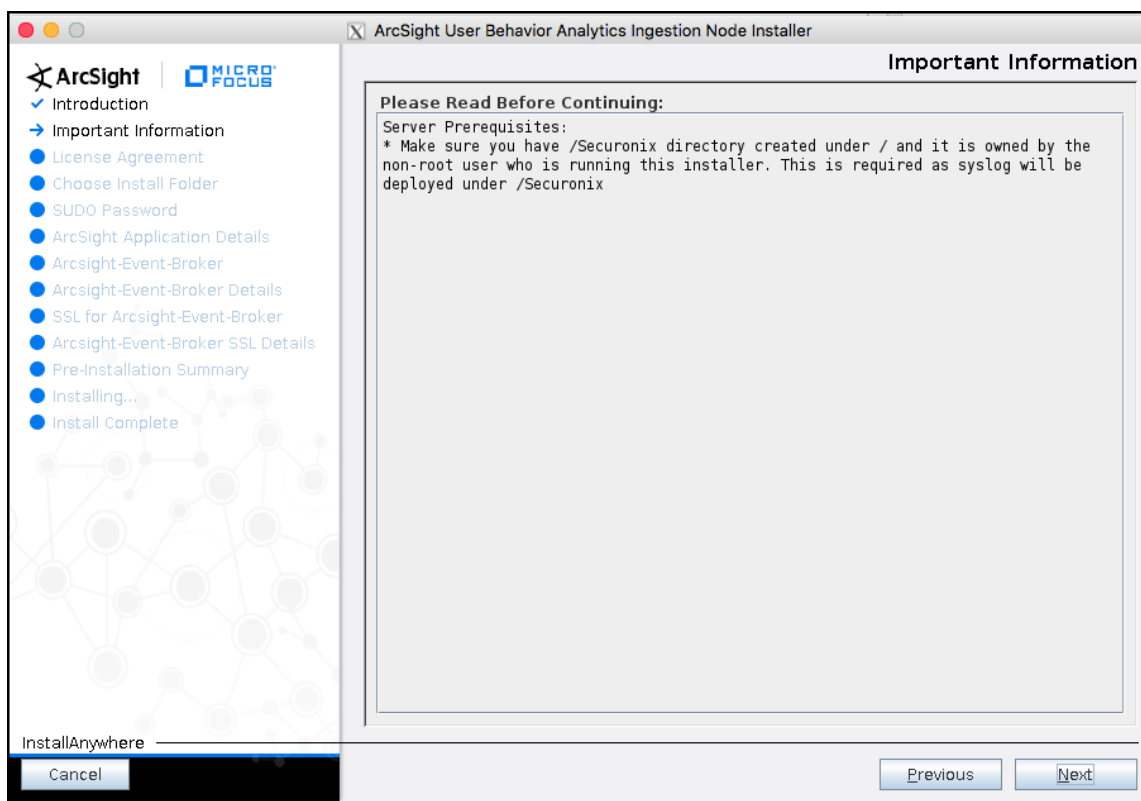 ArcSight User Behavior Analytics Ingestion Node Installer
ArcSight
MICRO
FOCUS
Introduction
Important Information
License Agreement
Choose Install Folder
SUDO Password
ArcSight Application Details
Arcsight-Event-Broker
Arcsight-Event-Broker Details
SSL for Arcsight-Event-Broker
Arcsight-Event-Broker SSL Details
Pre-Installation Summary
Installing...
Install Complete
Important Information
Please Read Before Continuing:
Server Prerequisites:
* Make sure you have /Securonix directory created under / and it is owned by the
non-root user who is running this installer. This is required as syslog will be
deployed under /Securonix
InstallAnywhere
Cancel
Previous
Next